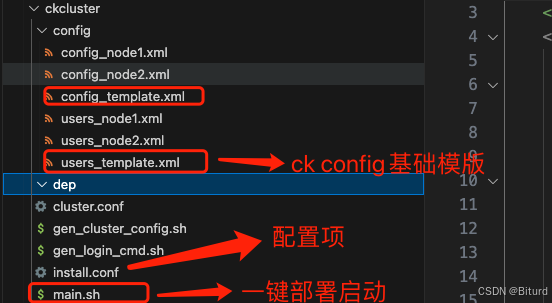 ckcluster
config
config_node1.xml
config_node2.xml
config_template.xml
users_node1.xml
users_node2.xml
users_template.xml
ck config基础模版
dep
cluster.conf
gen_cluster_config.sh
gen_login_cmd.sh
配置项
install.conf
main.sh
一键部署启动
3
<
4
<
5
6
7
8
10
11
12
13
14
CSDN @Biturd